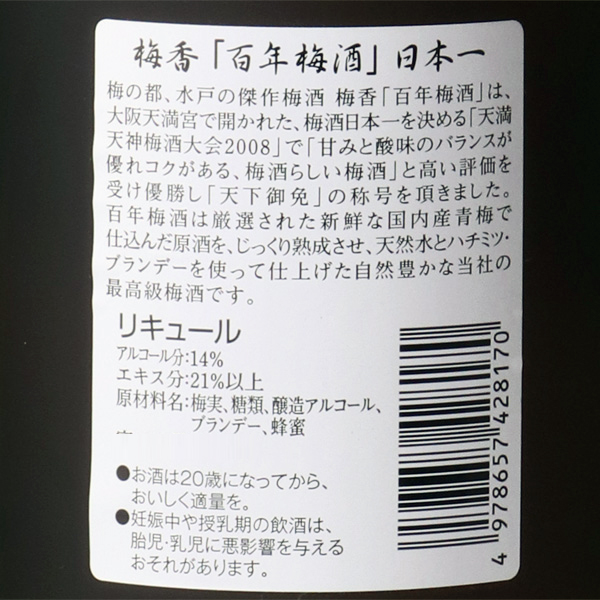 梅香「百年梅酒」日本一
梅の都、水戸の傑作梅酒 梅香「百年梅酒」は、
大阪天満宮で開かれた、梅酒日本一を決める「天満
天神梅酒大会2008」で「甘みと酸味のバランスが
優れコクがある、梅酒らしい梅酒」と高い評価を
受け優勝し「天下御免」の称号を頂きました。
百年梅酒は厳選された新鮮な国内産青梅で
仕込んだ原酒を、じっくり熟成させ、天然水とハチミツ・
ブランデーを使って仕上げた自然豊かな当社の
最高級梅酒です。
リキュール
アルコール分:14%
エキス分:21%以上
原材料名:梅実、糖類、醸造アルコール、
ブランデー、蜂蜜
●お酒は20歳になってから、
おいしく適量を。
●妊娠中や授乳期の飲酒は、
胎児・乳児に悪影響を与える
おそれがあります。
4 978657 428170